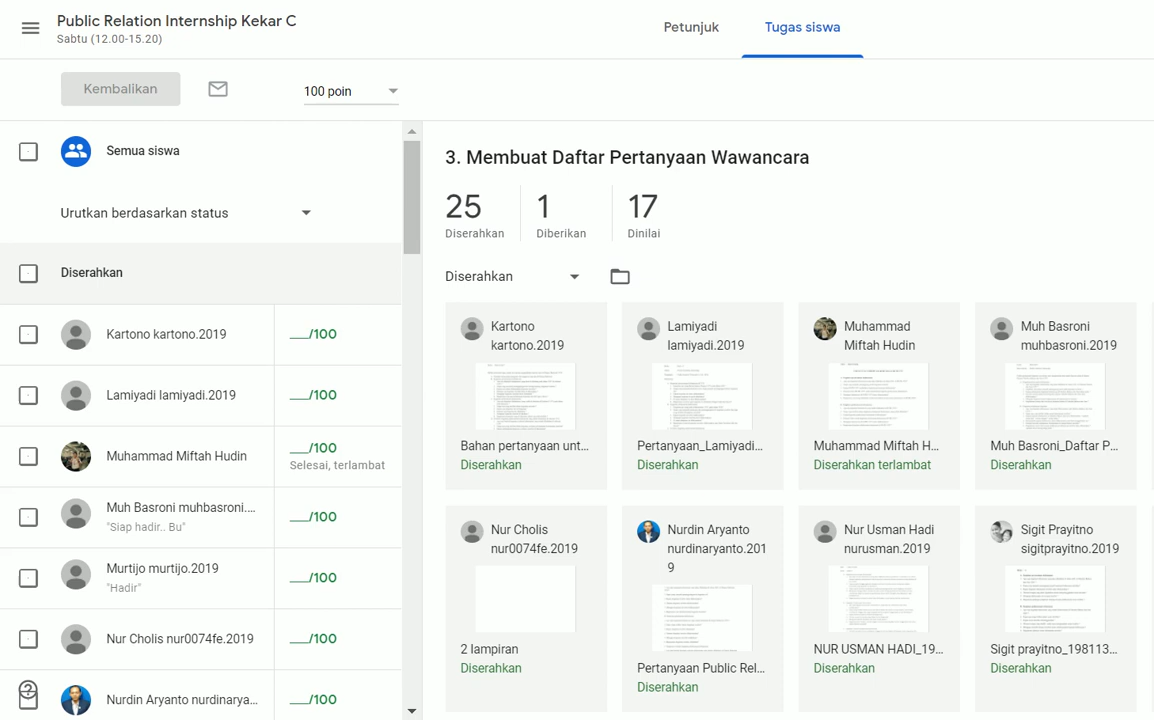 Public Relation Internship Kekar C
Sabtu (12.00-15.20)
Petunjuk
Tugas siswa
Kembalikan
100 poin
Semua siswa
Urutkan berdasarkan status
Diserahkan
Kartono kartono.2019
___/100
Lamiyadi lamiyadi.2019
___/100
Muhammad Miftah Hudin
___/100
Selesai, terlambat
Muh Basroni muhbasroni....
"Siap hadir.. Bu"
___/100
Murtijo murtijo.2019
"Hadir"
___/100
Nur Cholis nur0074fe.2019
___/100
Nurdin Aryanto nurdinarya...
___/100
3. Membuat Daftar Pertanyaan Wawancara
25
Diserahkan
1
Diberikan
17
Dinilai
Diserahkan
Kartono
kartono.2019
Bahan pertanyaan unt...
Diserahkan
Lamiyadi
lamiyadi.2019
Pertanyaan_Lamiyadi...
Diserahkan
Muhammad
Miftah Hudin
Muhammad Miftah H...
Diserahkan terlambat
Muh Basroni
muhbasroni.2019
Muh Basroni_Daftar P...
Diserahkan
Nur Cholis
nur0074fe.2019
2 lampiran
Diserahkan
Nurdin Aryanto
nurdinaryanto.201
9
Pertanyaan Public Rel...
Diserahkan
Nur Usman Hadi
nurusman.2019
NUR USMAN HADI_19...
Diserahkan
Sigit Prayitno
sigitprayitno.2019
Sigit prayitno_198113...
Diserahkan